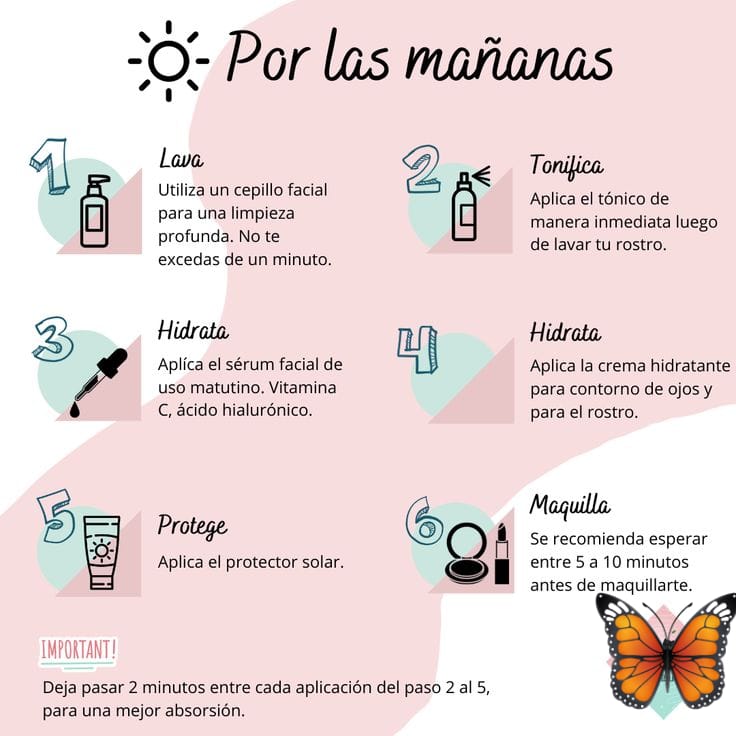 Por las mañanas
1
Lava
Utiliza un cepillo facial
para una limpieza
profunda. No te
excedas de un minuto.
2
Tonifica
Aplica el tónico de
manera inmediata luego
de lavar tu rostro.
3
Hidrata
Aplíca el sérum facial de
uso matutino. Vitamina
C, ácido hialurónico.
4
Hidrata
Aplica la crema hidratante
para contorno de ojos y
para el rostro.
5
Protege
Aplica el protector solar.
6
Maquilla
Se recomienda esperar
entre 5 a 10 minutos
antes de maquillarte.
IMPORTANT!
Deja pasar 2 minutos entre cada aplicación del paso 2 al 5,
para una mejor absorsión.